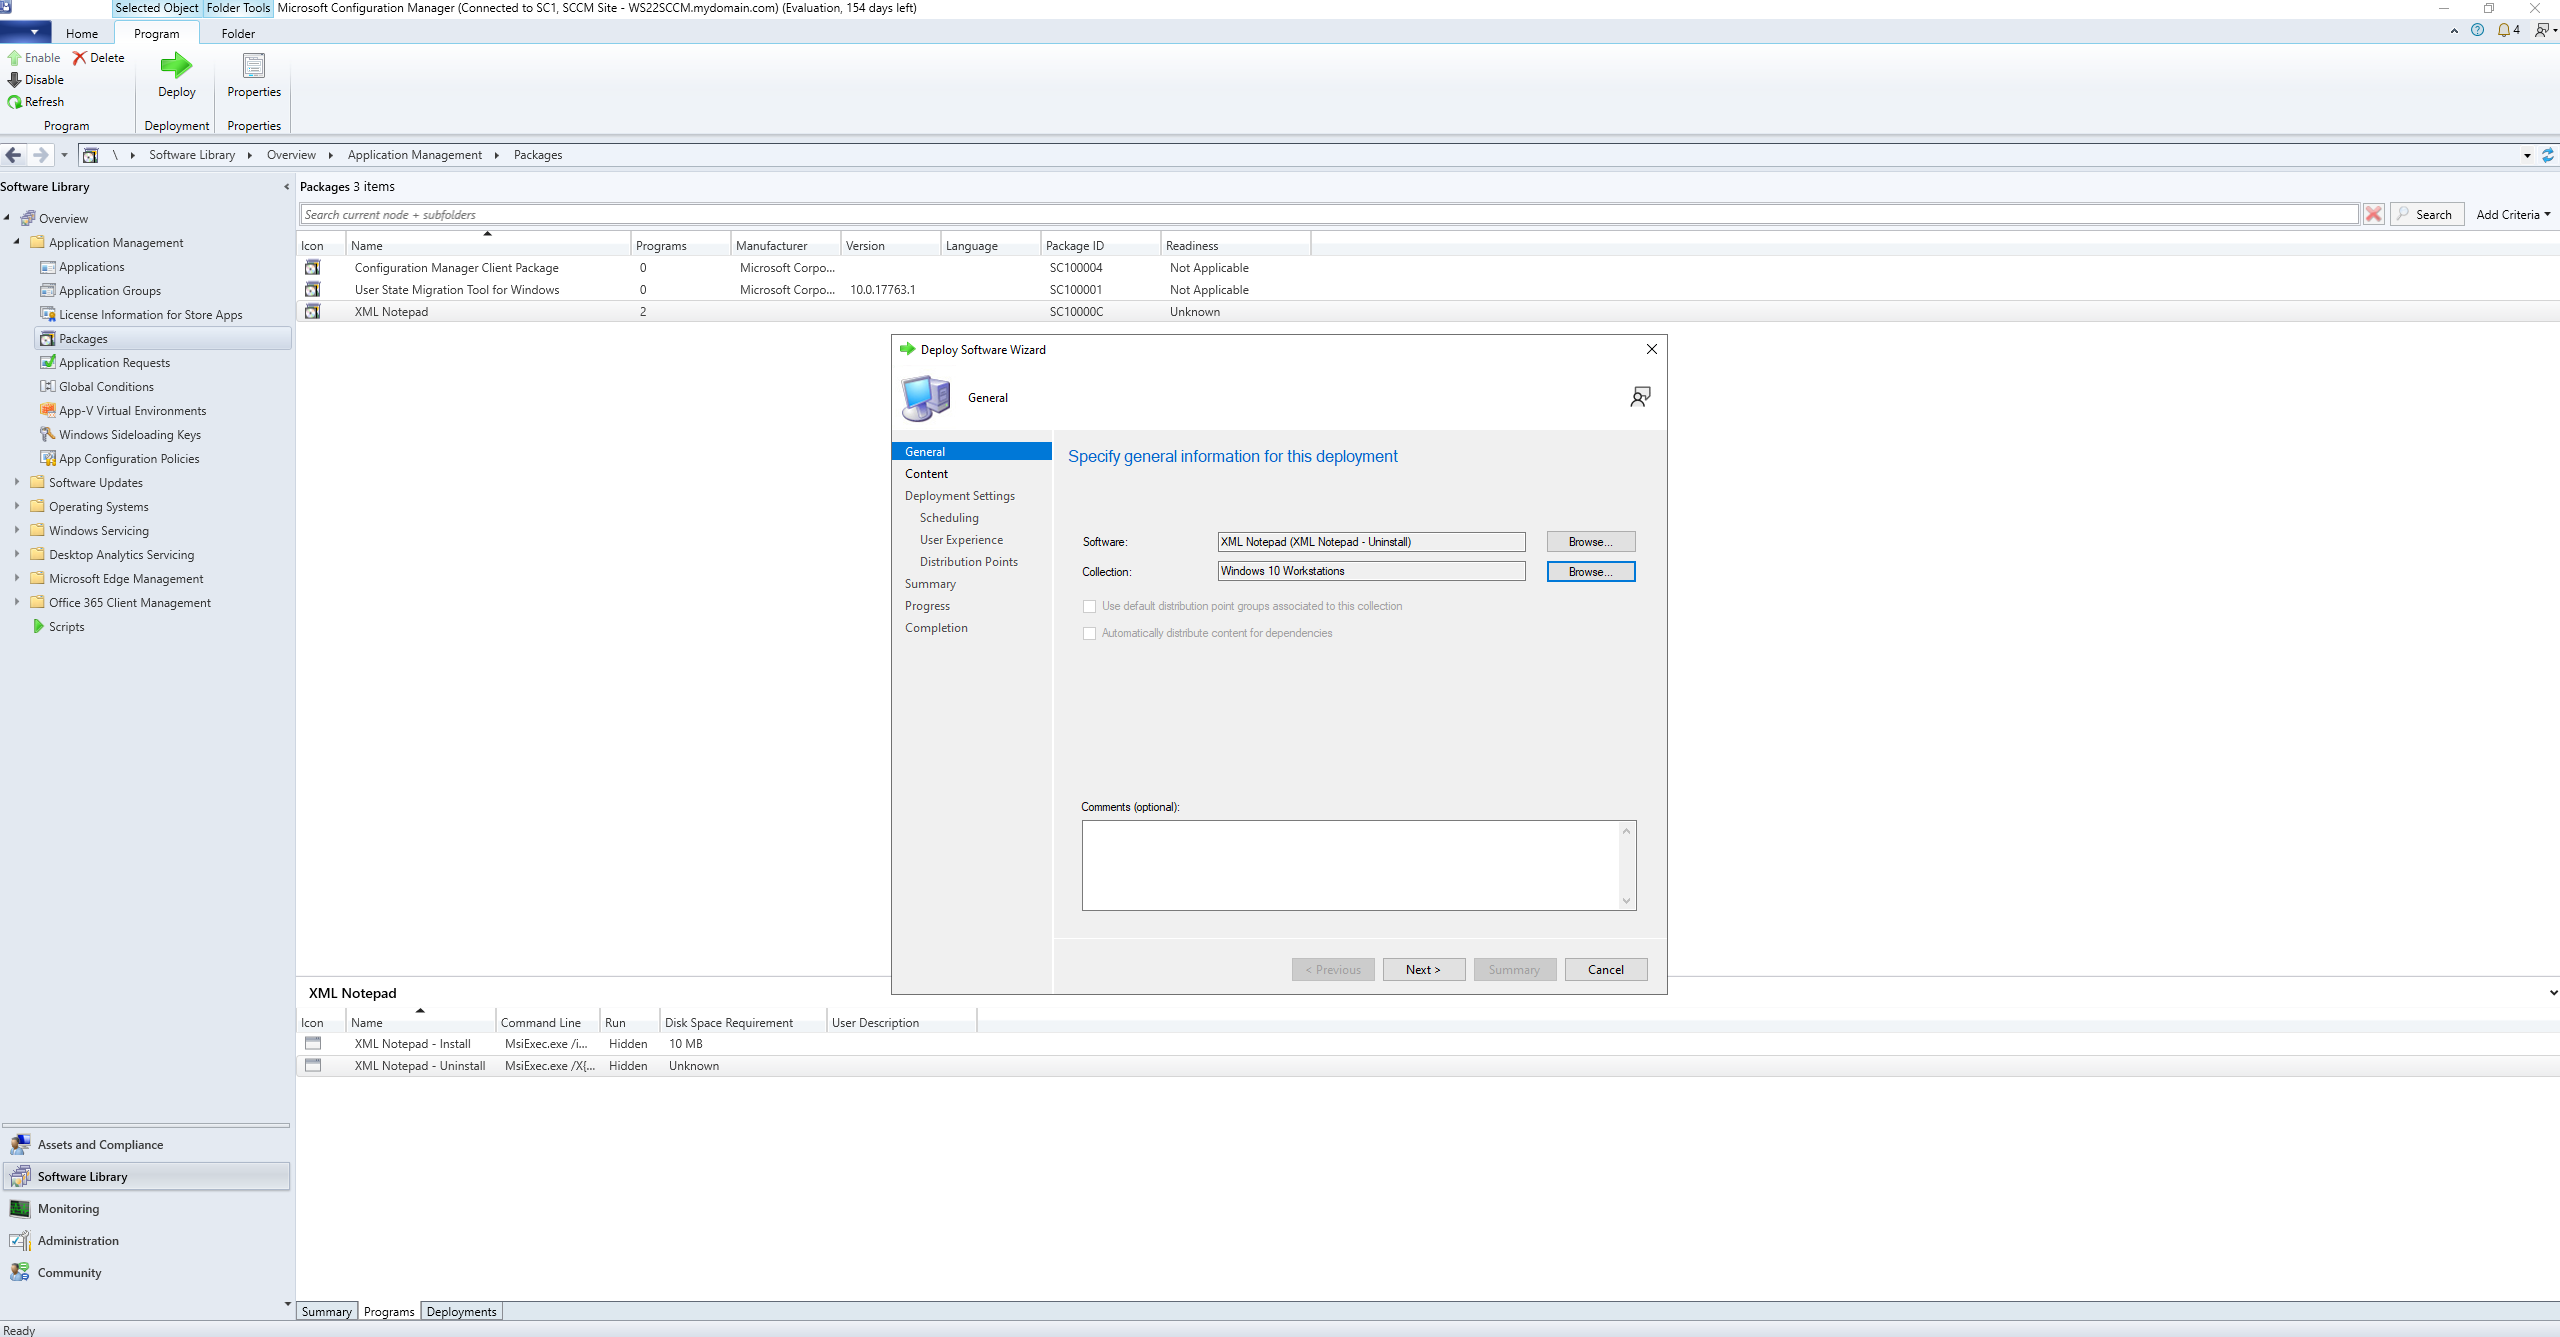 Selected Object Folder Tools Microsoft Configuration Manager (Connected to SC1, SCCM Site - WS22SCCM.mydomain.com) (Evaluation, 154 days left)
Home Program Folder
4
Enable Delete
Disable
Refresh
Deploy
Properties
Program Deployment Properties
\ Software Library Overview Application Management Packages
Software Library
Overview
Application Management
Applications
Application Groups
License Information for Store Apps
Packages
Application Requests
Global Conditions
App-V Virtual Environments
Windows Sideloading Keys
App Configuration Policies
Software Updates
Operating Systems
Windows Servicing
Desktop Analytics Servicing
Microsoft Edge Management
Office 365 Client Management
Scripts
Assets and Compliance
Software Library
Monitoring
Administration
Community
Packages 3 items
Search current node + subfolders
Search Add Criteria
Icon Name Programs Manufacturer Version Language Package ID Readiness
Configuration Manager Client Package 0 Microsoft Corpo... SC100004 Not Applicable
User State Migration Tool for Windows 0 Microsoft Corpo... 10.0.17763.1 SC100001 Not Applicable
XML Notepad 2 SC10000C Unknown
Deploy Software Wizard
General
General
Content
Deployment Settings
Scheduling
User Experience
Distribution Points
Summary
Progress
Completion
Specify general information for this deployment
Software: XML Notepad (XML Notepad - Uninstall) Browse...
Collection: Windows 10 Workstations Browse...
Use default distribution point groups associated to this collection
Automatically distribute content for dependencies
Comments (optional):
< Previous Next > Summary Cancel
XML Notepad
Icon Name Command Line Run Disk Space Requirement User Description
XML Notepad - Install MsiExec.exe /i... Hidden 10 MB
XML Notepad - Uninstall MsiExec.exe /X{... Hidden Unknown
Summary Programs Deployments
Ready